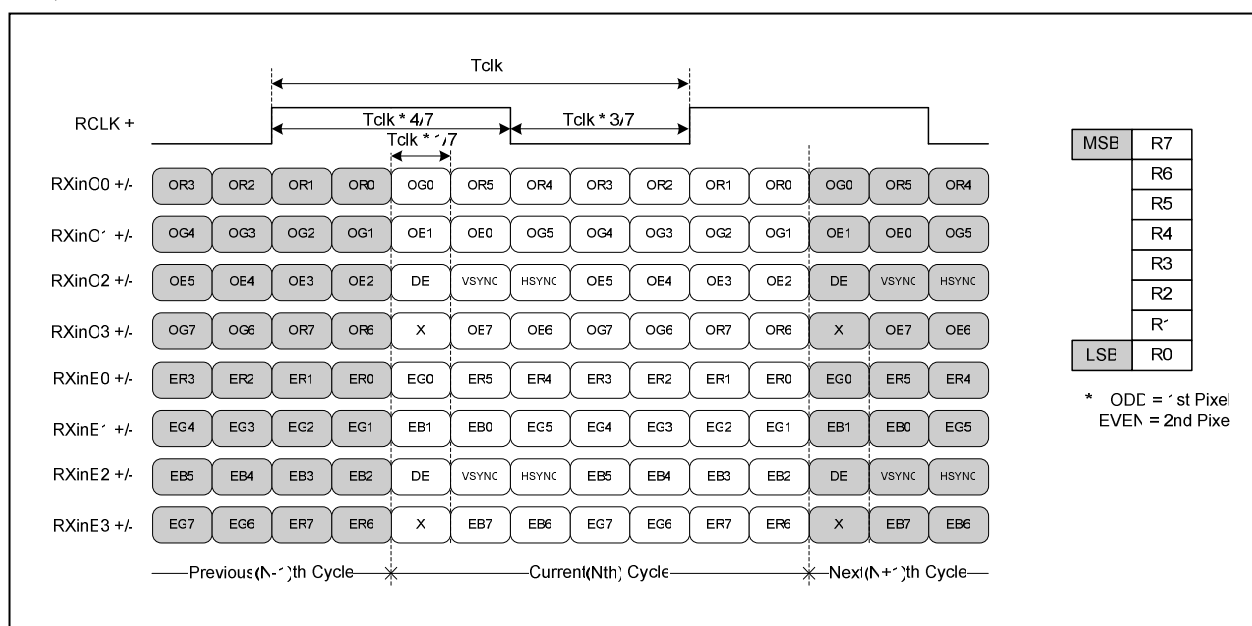 Tclk
RCLK +
Tclk * 4/7 Tclk * 3/7
Tclk * 1/7
RXinO0 +/- OR3 OR2 OR1 OR0 OG0 OR5 OR4 OR3 OR2 OR1 OR0 OG0 OR5 OR4
RXinO1 +/- OG4 OG3 OG2 OG1 OE1 OE0 OG5 OG4 OG3 OG2 OG1 OE1 OE0 OG5
RXinO2 +/- OE5 OE4 OE3 OE2 DE VSYNC HSYNC OE5 OE4 OE3 OE2 DE VSYNC HSYNC
RXinO3 +/- OG7 OG6 OR7 OR6 X OE7 OE6 OG7 OG6 OR7 OR6 X OE7 OE6
RXinE0 +/- ER3 ER2 ER1 ER0 EG0 ER5 ER4 ER3 ER2 ER1 ER0 EG0 ER5 ER4
RXinE1 +/- EG4 EG3 EG2 EG1 EB1 EB0 EG5 EG4 EG3 EG2 EG1 EB1 EB0 EG5
RXinE2 +/- EB5 EB4 EB3 EB2 DE VSYNC HSYNC EB5 EB4 EB3 EB2 DE VSYNC HSYNC
RXinE3 +/- EG7 EG6 ER7 ER6 X EB7 EB6 EG7 EG6 ER7 ER6 X EB7 EB6
Previous(N-1)th Cycle Current(Nth) Cycle Next(N+1)th Cycle
MSB R7
R6
R5
R4
R3
R2
R1
LSB R0
* ODD = 1st Pixel
EVEN = 2nd Pixel